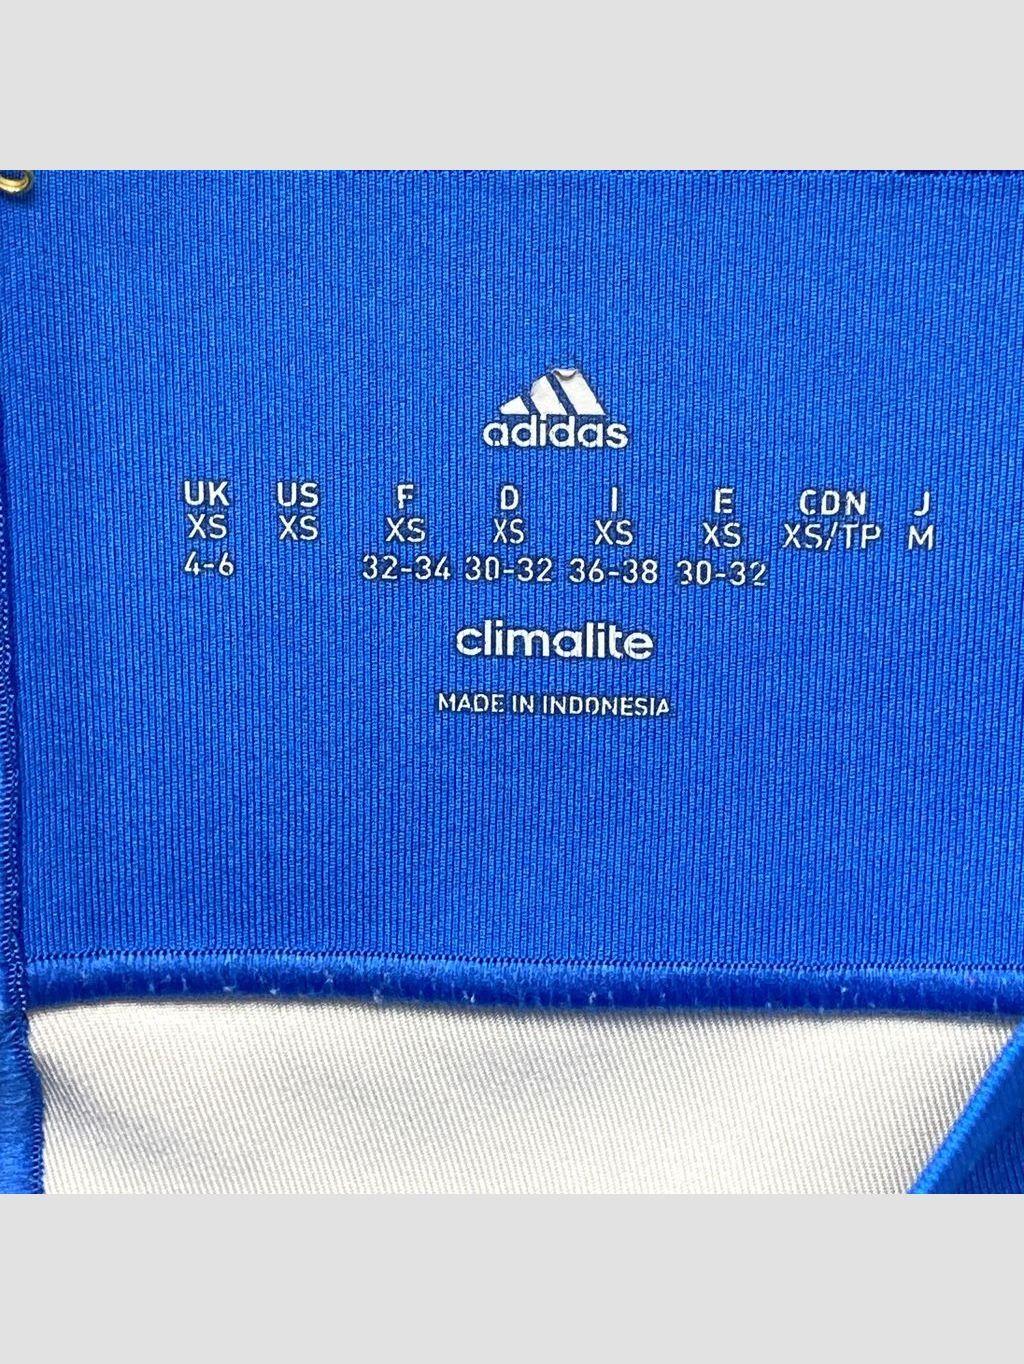 adidas
UK US F D I E CDN J
XS XS XS XS XS XS XS/TP M
4-6 32-34 30-32 36-38 30-32
climalite
MADE IN INDONESIA